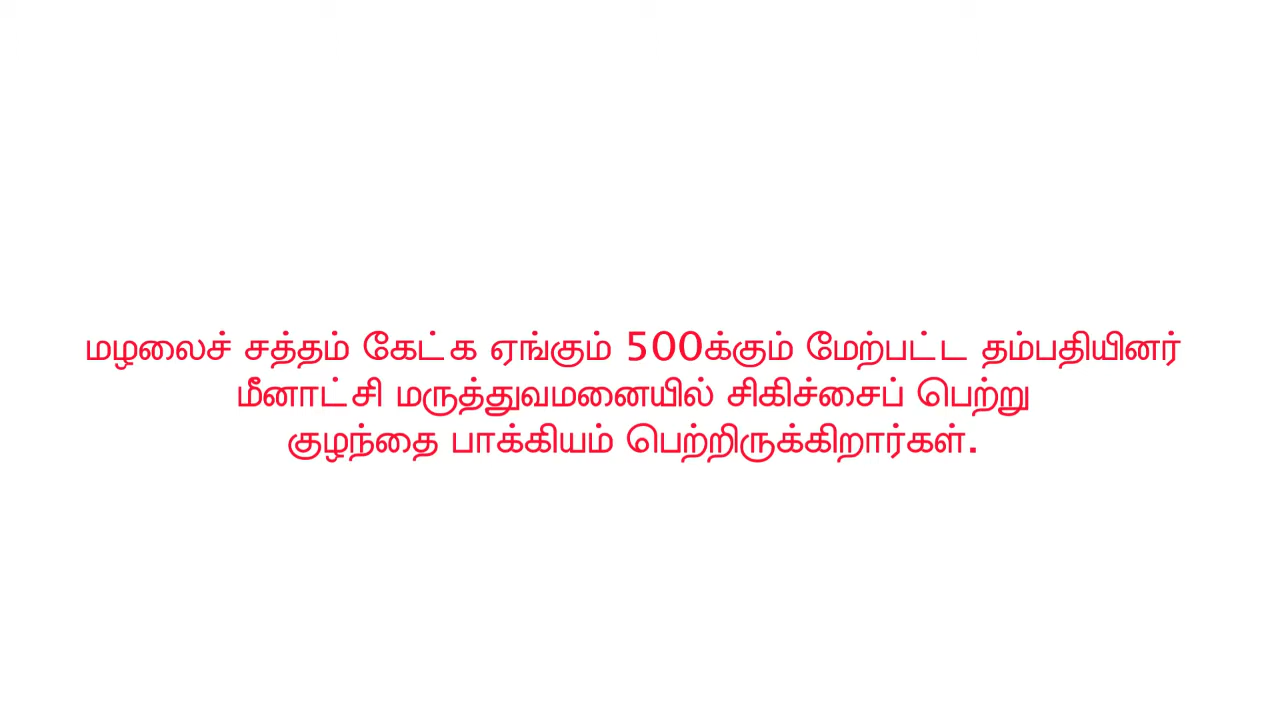 மழலைச் சத்தம் கேட்க ஏங்கும் 500க்கும் மேற்பட்ட தம்பதியினர்
மீனாட்சி மருத்துவமனையில் சிகிச்சைப் பெற்று
குழந்தை பாக்கியம் பெற்றிருக்கிறார்கள்.